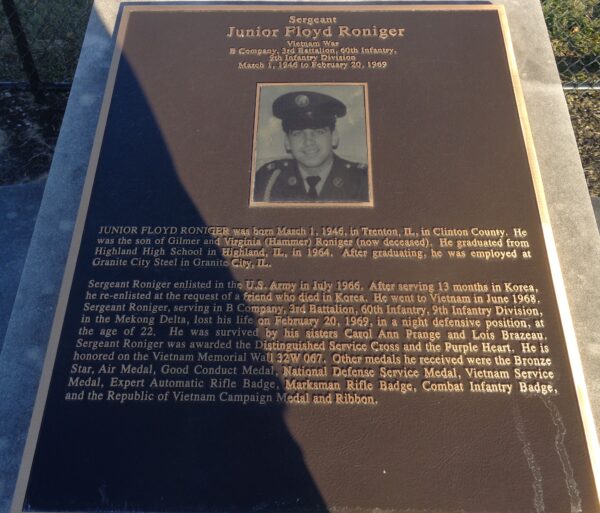 Sergeant
Junior Floyd Roniger
Vietnam War
B Company, 3rd Battalion, 60th Infantry,
9th Infantry Division
March 1, 1946 to February 20, 1969
JUNIOR FLOYD RONIGER was born March 1, 1946, in Trenton, IL, in Clinton County. He
was the son of Gilmer and Virginia (Hammer) Roniger (now deceased). He graduated from
Highland High School in Highland, IL, in 1964. After graduating, he was employed at
Granite City Steel in Granite City, IL.
Sergeant Roniger enlisted in the U.S. Army in July 1966. After serving 13 months in Korea,
he re-enlisted at the request of a friend who died in Korea. He went to Vietnam in June 1968.
Sergeant Roniger, serving in B Company, 3rd Battalion, 60th Infantry, 9th Infantry Division,
in the Mekong Delta, lost his life on February 20, 1969, in a night defensive position, at
the age of 22. He was survived by his sisters Carol Ann Prange and Lois Brazeau.
Sergeant Roniger was awarded the Distinguished Service Cross and the Purple Heart. He is
honored on the Vietnam Memorial Wall 32W 067. Other medals he received were the Bronze
Star, Air Medal, Good Conduct Medal, National Defense Service Medal, Vietnam Service
Medal, Expert Automatic Rifle Badge, Marksman Rifle Badge, Combat Infantry Badge,
and the Republic of Vietnam Campaign Medal and Ribbon.